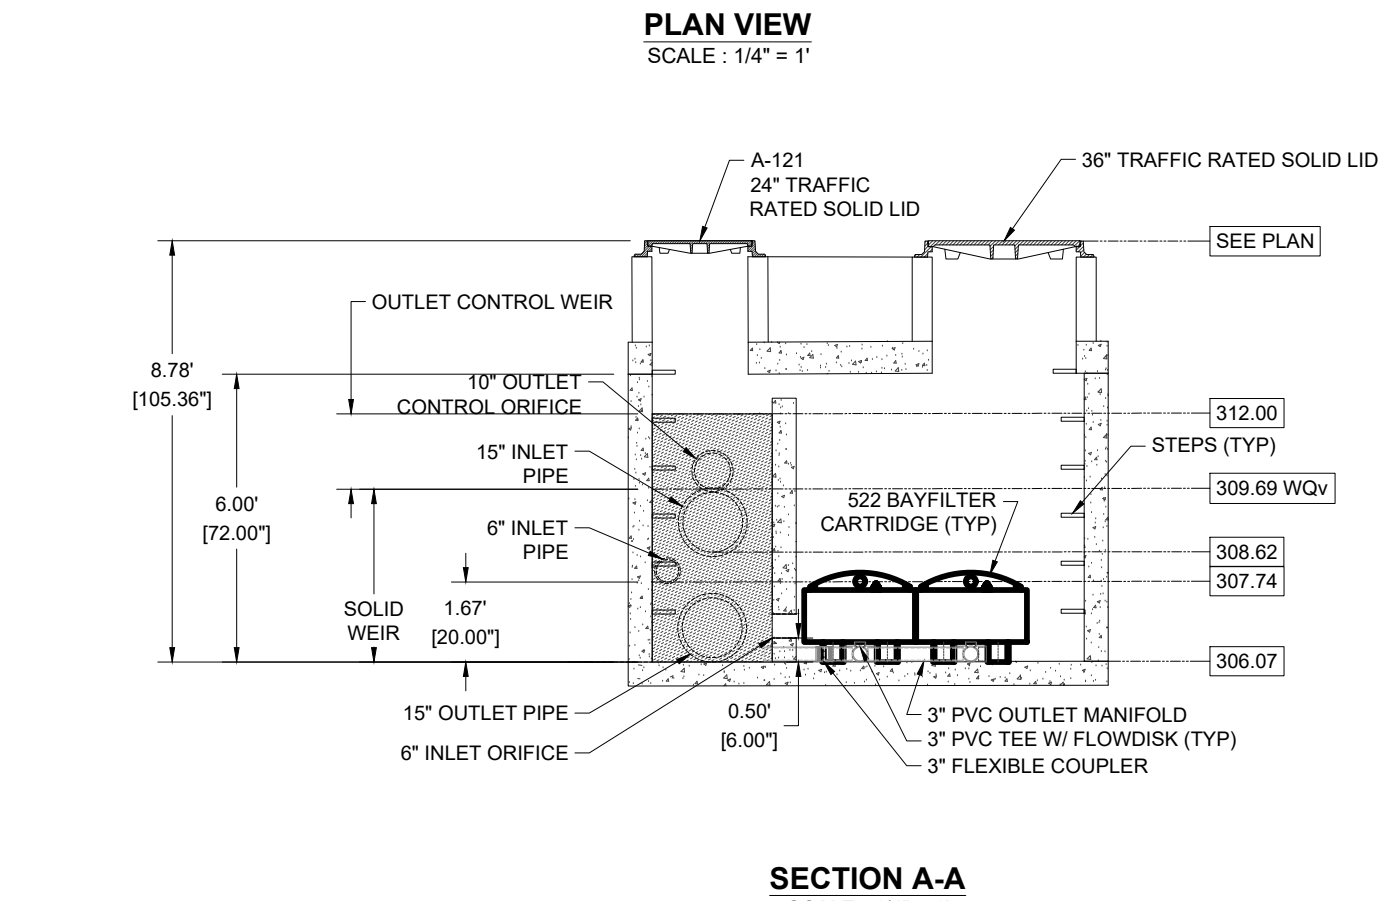 PLAN VIEW
SCALE : 1/4" = 1'
A-121
24" TRAFFIC
RATED SOLID LID
36" TRAFFIC RATED SOLID LID
SEE PLAN
OUTLET CONTROL WEIR
8.78'
[105.36"]
10" OUTLET
CONTROL ORIFICE
312.00
15" INLET
PIPE
STEPS (TYP)
309.69 WQv
6.00'
[72.00"]
522 BAYFILTER
CARTRIDGE (TYP)
6" INLET
PIPE
308.62
307.74
SOLID
WEIR
1.67'
[20.00"]
306.07
15" OUTLET PIPE
0.50'
[6.00"]
3" PVC OUTLET MANIFOLD
3" PVC TEE W/ FLOWDISK (TYP)
6" INLET ORIFICE
3" FLEXIBLE COUPLER
SECTION A-A